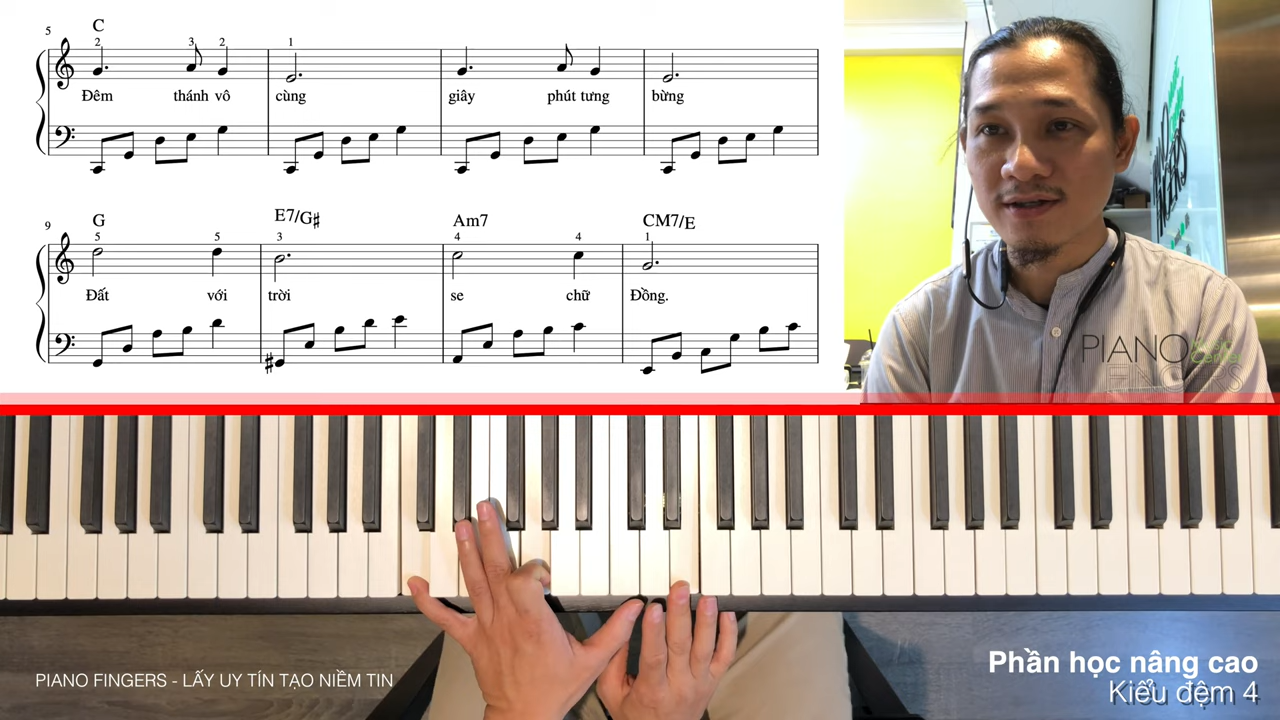 5
C
2 3 2 1
Đêm thánh vô cùng giây phút tưng bừng
9
G E7/G♯ Am7 CM7/E
5 5 3 4 4 1
Đất với trời se chữ Đồng.
PIANO Music Center
FINGERS
PIANO FINGERS - LẤY UY TÍN TẠO NIỀM TIN
Phần học nâng cao
Kiểu đệm 4